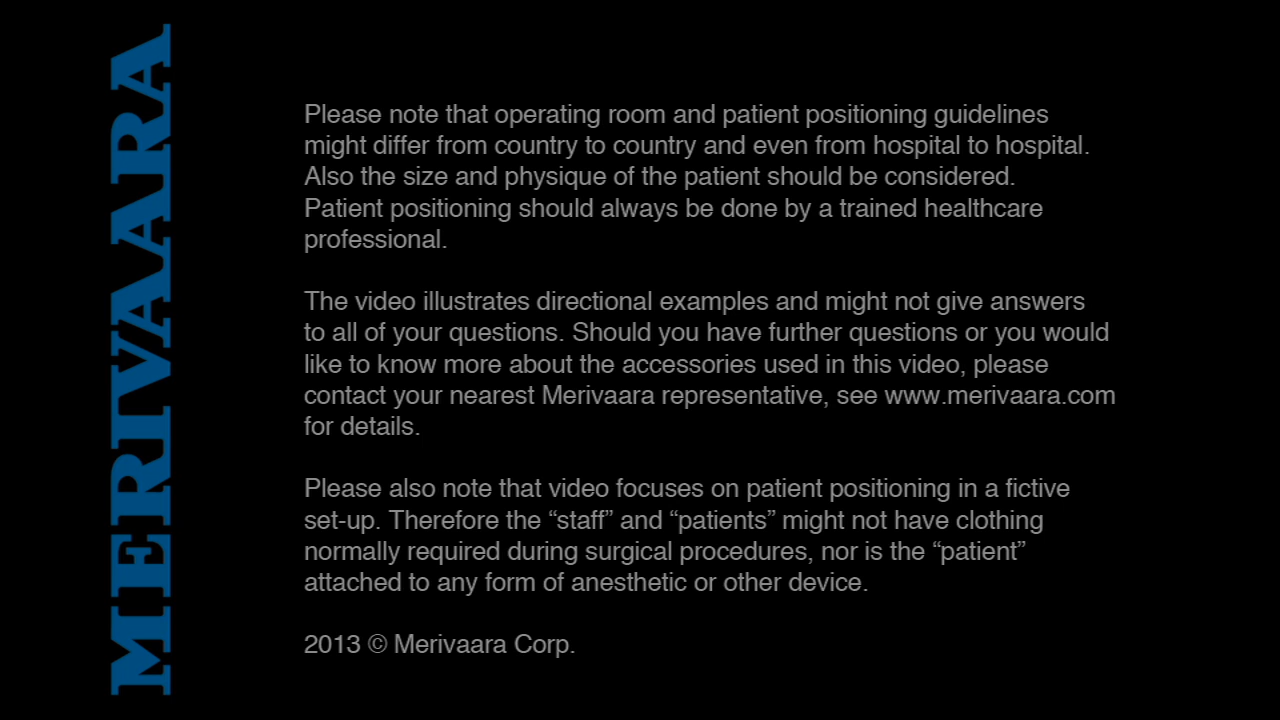 MERIVAARA
Please note that operating room and patient positioning guidelines
might differ from country to country and even from hospital to hospital.
Also the size and physique of the patient should be considered.
Patient positioning should always be done by a trained healthcare
professional.
The video illustrates directional examples and might not give answers
to all of your questions. Should you have further questions or you would
like to know more about the accessories used in this video, please
contact your nearest Merivaara representative, see www.merivaara.com
for details.
Please also note that video focuses on patient positioning in a fictive
set-up. Therefore the “staff” and “patients” might not have clothing
normally required during surgical procedures, nor is the “patient”
attached to any form of anesthetic or other device.
2013 © Merivaara Corp.